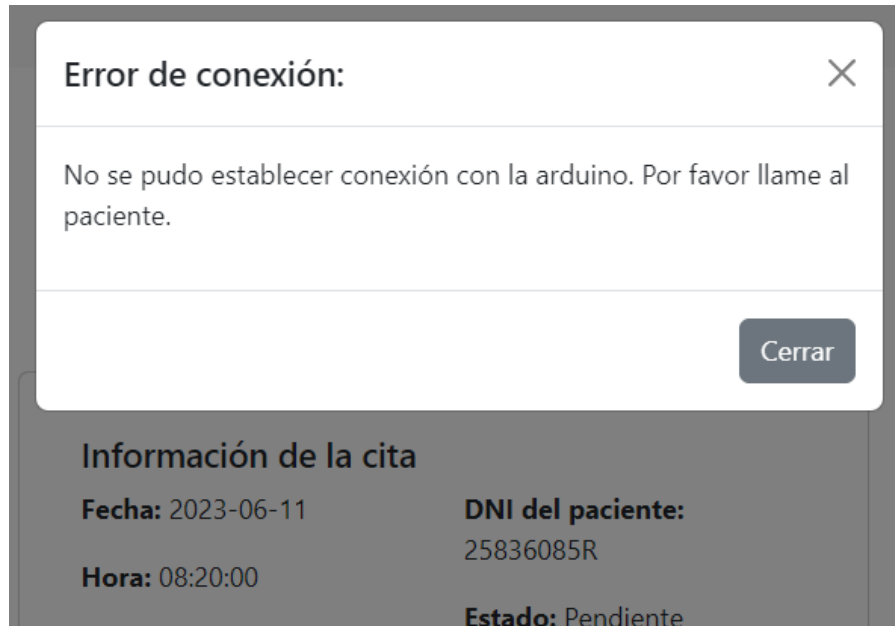 Error de conexión:
No se pudo establecer conexión con la arduino. Por favor llame al
paciente.
Cerrar
Información de la cita
Fecha: 2023-06-11
Hora: 08:20:00
DNI del paciente:
25836085R
Estado: Pendiente